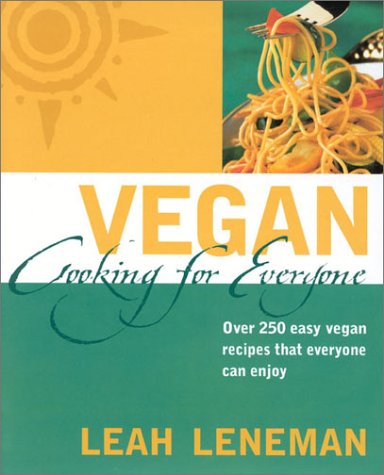 VEGAN
Cooking for Everyone
Over 250 easy vegan
recipes that everyone
can enjoy
LEAH LENEMAN